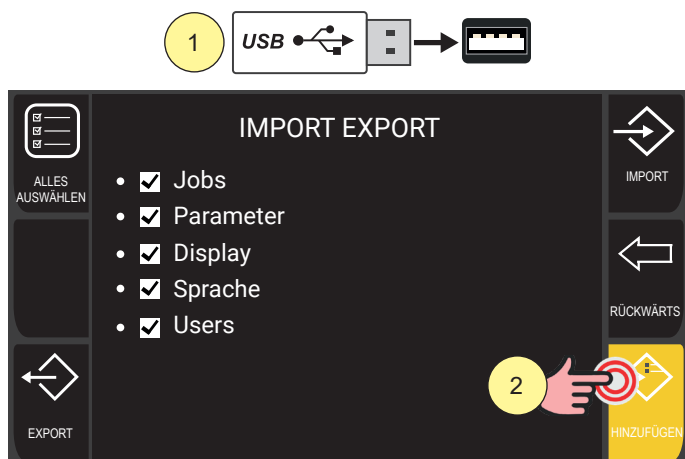 1
USB
IMPORT EXPORT
ALLES
AUSWÄHLEN
IMPORT
Jobs
Parameter
Display
Sprache
Users
RÜCKWÄRTS
2
EXPORT
HINZUFÜGEN